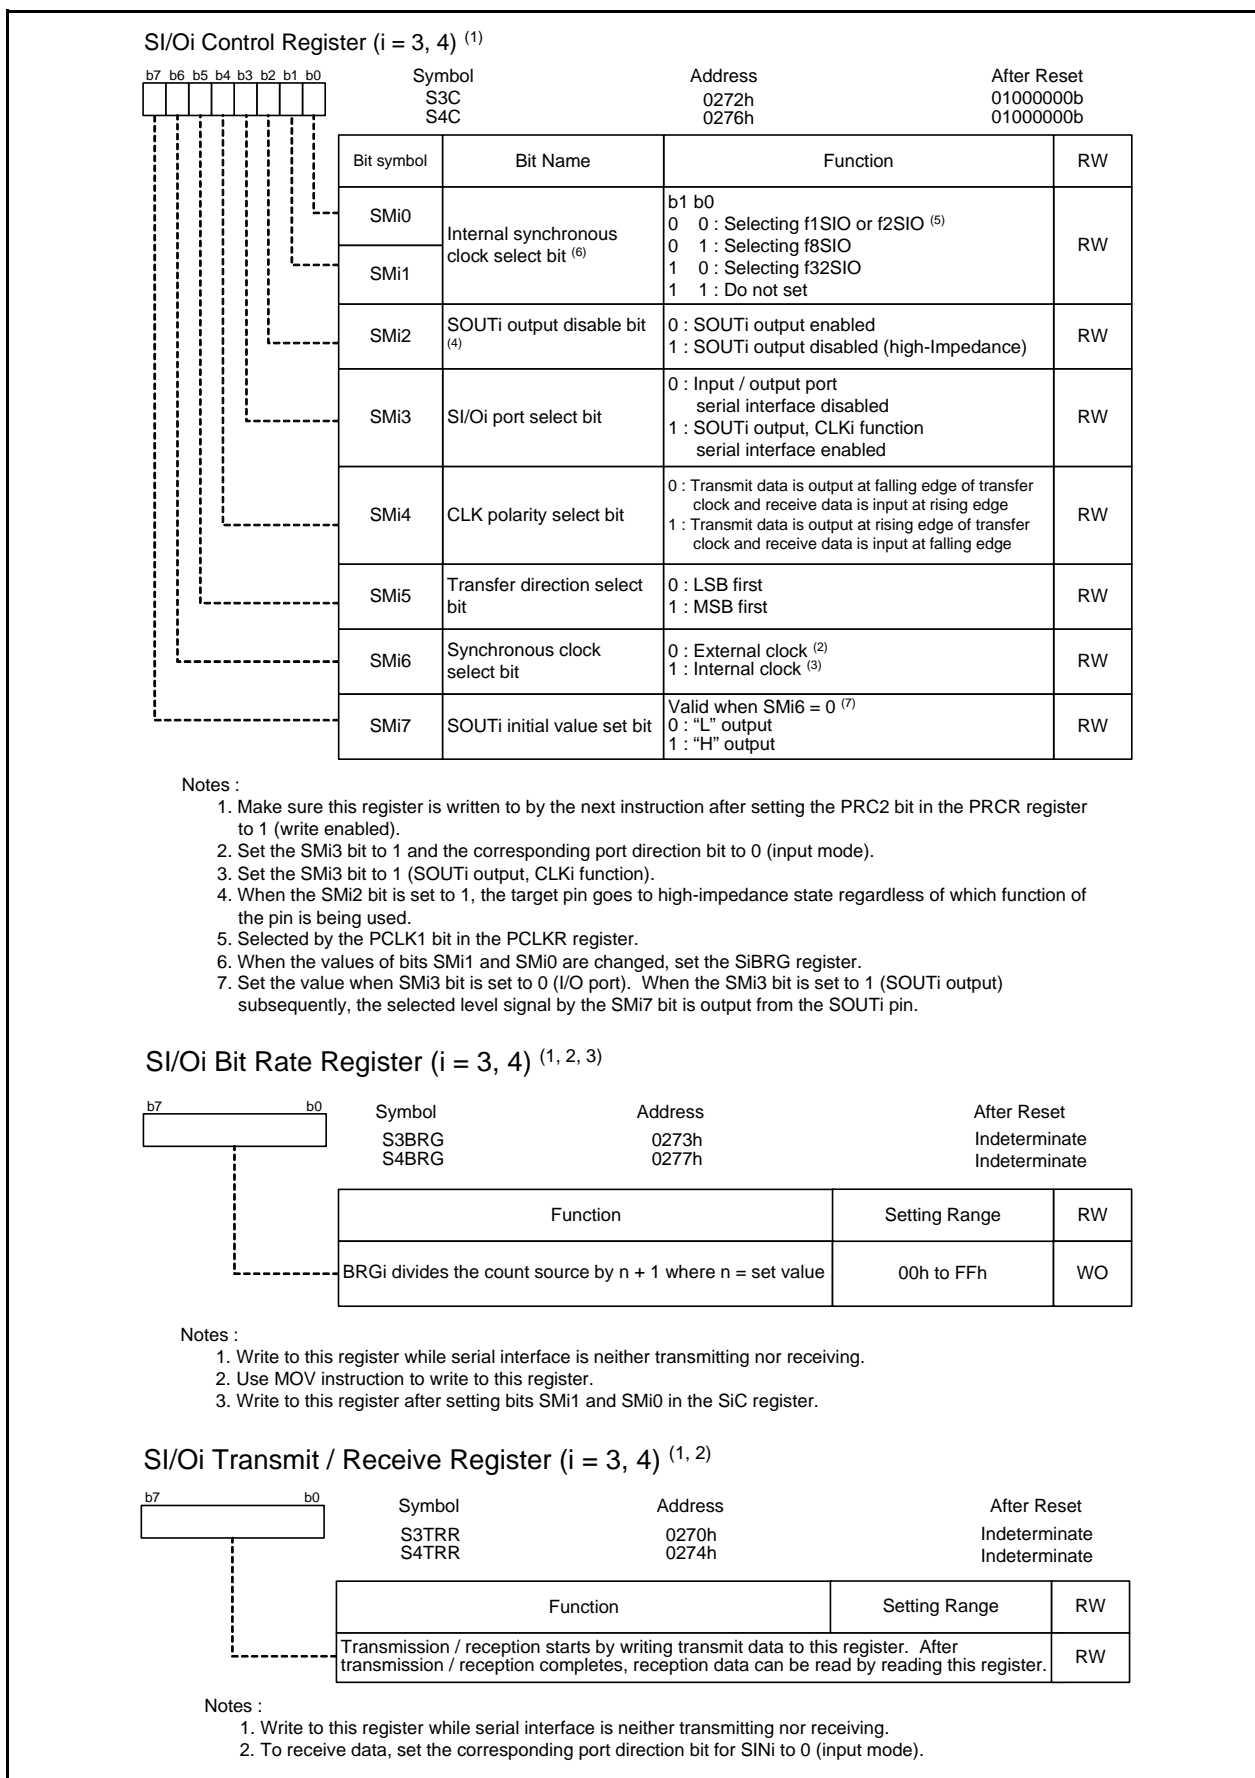 SI/Oi Control Register (i = 3, 4) (1)
b7 b6 b5 b4 b3 b2 b1 b0
Symbol Address After Reset
S3C 0272h 01000000b
S4C 0276h 01000000b
Bit symbol Bit Name Function RW
SMi0
SMi1
Internal synchronous
clock select bit (6)
b1 b0
0 0 : Selecting f1SIO or f2SIO (5)
0 1 : Selecting f8SIO
1 0 : Selecting f32SIO
1 1 : Do not set
RW
SMi2
SOUTi output disable bit
(4)
0 : SOUTi output enabled
1 : SOUTi output disabled (high-Impedance)
RW
SMi3
SI/Oi port select bit
0 : Input / output port
serial interface disabled
1 : SOUTi output, CLKi function
serial interface enabled
RW
SMi4
CLK polarity select bit
0 : Transmit data is output at falling edge of transfer
clock and receive data is input at rising edge
1 : Transmit data is output at rising edge of transfer
clock and receive data is input at falling edge
RW
SMi5
Transfer direction select
bit
0 : LSB first
1 : MSB first
RW
SMi6
Synchronous clock
select bit
0 : External clock (2)
1 : Internal clock (3)
RW
SMi7
SOUTi initial value set bit
Valid when SMi6 = 0 (7)
0 : “L” output
1 : “H” output
RW
Notes :
1. Make sure this register is written to by the next instruction after setting the PRC2 bit in the PRCR register
to 1 (write enabled).
2. Set the SMi3 bit to 1 and the corresponding port direction bit to 0 (input mode).
3. Set the SMi3 bit to 1 (SOUTi output, CLKi function).
4. When the SMi2 bit is set to 1, the target pin goes to high-impedance state regardless of which function of
the pin is being used.
5. Selected by the PCLK1 bit in the PCLKR register.
6. When the values of bits SMi1 and SMi0 are changed, set the SiBRG register.
7. Set the value when SMi3 bit is set to 0 (I/O port). When the SMi3 bit is set to 1 (SOUTi output)
subsequently, the selected level signal by the SMi7 bit is output from the SOUTi pin.
SI/Oi Bit Rate Register (i = 3, 4) (1, 2, 3)
b7 b0
Symbol Address After Reset
S3BRG 0273h Indeterminate
S4BRG 0277h Indeterminate
Function Setting Range RW
BRGi divides the count source by n + 1 where n = set value 00h to FFh WO
Notes :
1. Write to this register while serial interface is neither transmitting nor receiving.
2. Use MOV instruction to write to this register.
3. Write to this register after setting bits SMi1 and SMi0 in the SiC register.
SI/Oi Transmit / Receive Register (i = 3, 4) (1, 2)
b7 b0
Symbol Address After Reset
S3TRR 0270h Indeterminate
S4TRR 0274h Indeterminate
Function Setting Range RW
Transmission / reception starts by writing transmit data to this register. After
transmission / reception completes, reception data can be read by reading this register.
RW
Notes :
1. Write to this register while serial interface is neither transmitting nor receiving.
2. To receive data, set the corresponding port direction bit for SINi to 0 (input mode).